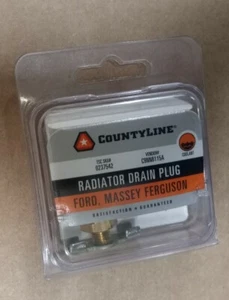 COUNTYLINE
RADIATOR DRAIN PLUG
FORD, MASSEY FERGUSON
SATISFACTION GUARANTEED